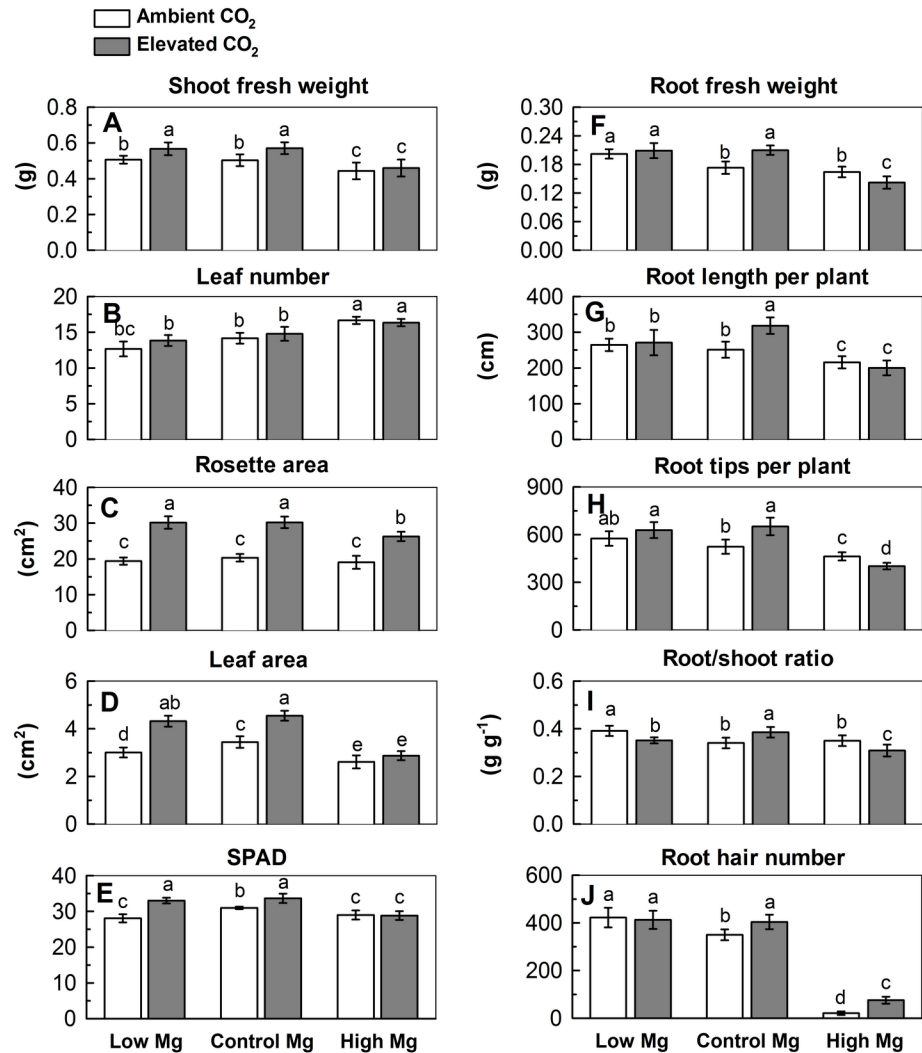 Ambient CO₂
Elevated CO₂
Shoot fresh weight
A
(g)
0.8
0.6
0.4
0.2
0.0
b a b a c c
Leaf number
B
20
15
10
5
0
bc b b b a a
Rosette area
C
(cm²)
40
30
20
10
0
c a c a c b
Leaf area
D
(cm²)
6
4
2
0
d ab c a e e
SPAD
E
40
30
20
10
0
c a b a c c
Low Mg Control Mg High Mg
Root fresh weight
F
(g)
0.30
0.24
0.18
0.12
0.06
0.00
a a b a b c
Root length per plant
G
(cm)
400
300
200
100
0
b b b a c c
Root tips per plant
H
900
600
300
0
ab a b a c d
Root/shoot ratio
I
(g g⁻¹)
0.6
0.4
0.2
0.0
a b b a b c
Root hair number
J
600
400
200
0
a a b a d c
Low Mg Control Mg High Mg